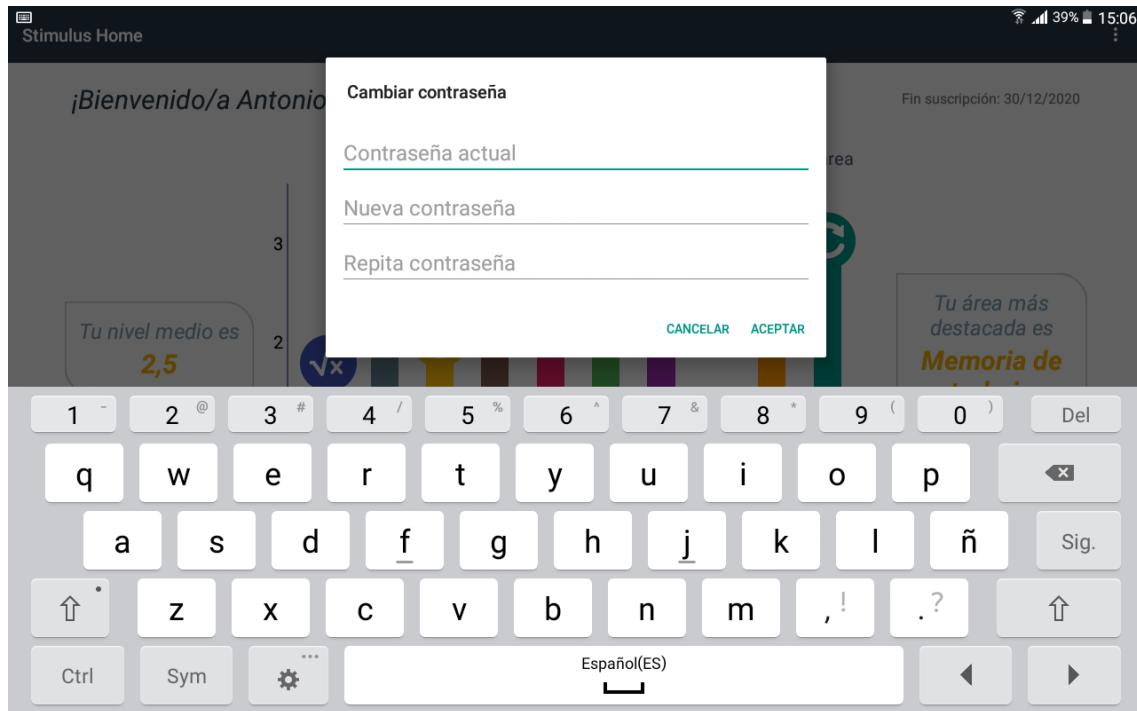 39% 15:06
Stimulus Home
¡Bienvenido/a Antonio
Fin suscripción: 30/12/2020
Cambiar contraseña
Contraseña actual
Nueva contraseña
Repita contraseña
CANCELAR ACEPTAR
rea
3
2
Tu nivel medio es
2,5
√x
Tu área más
destacada es
Memoria de
1 - 2 @ 3 # 4 / 5 % 6 ^ 7 & 8 * 9 ( 0 ) Del
q w e r t y u i o p
a s d f g h j k l ñ Sig.
z x c v b n m , ! . ?
Ctrl Sym Español(ES)